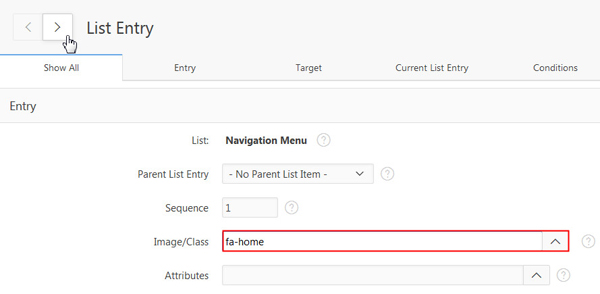 List Entry
Show All Entry Target Current List Entry Conditions
Entry
List: Navigation Menu ?
Parent List Entry - No Parent List Item - ?
Sequence 1 ?
Image/Class fa-home ?
Attributes ?